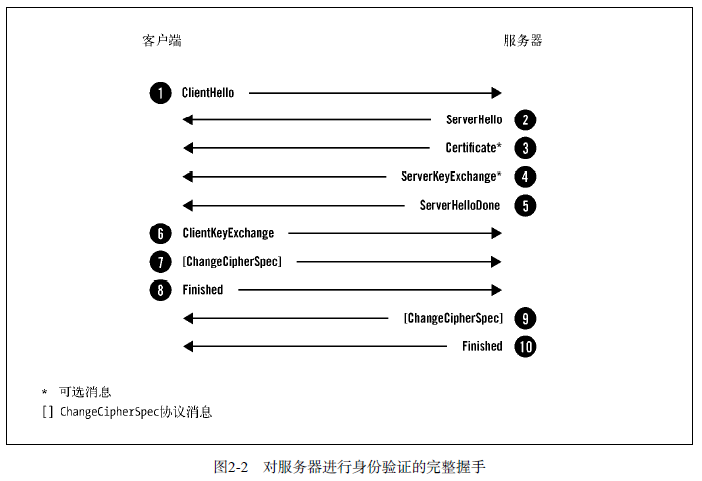 客户端 服务器
1 ClientHello
ServerHello 2
Certificate* 3
ServerKeyExchange* 4
ServerHelloDone 5
6 ClientKeyExchange
7 [ChangeCipherSpec]
8 Finished
[ChangeCipherSpec] 9
Finished 10
* 可选消息
[] ChangeCipherSpec协议消息
图2-2 对服务器进行身份验证的完整握手